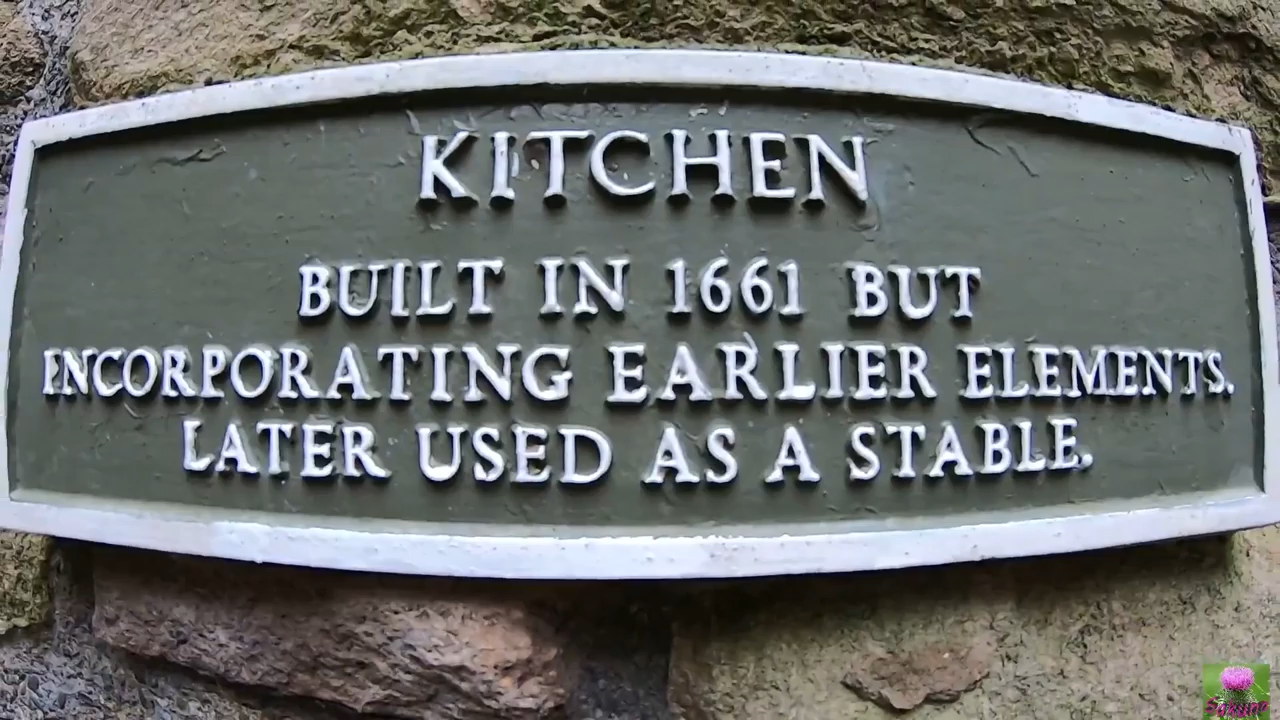 KITCHEN
BUILT IN 1661 BUT
INCORPORATING EARLIER ELEMENTS.
LATER USED AS A STABLE.